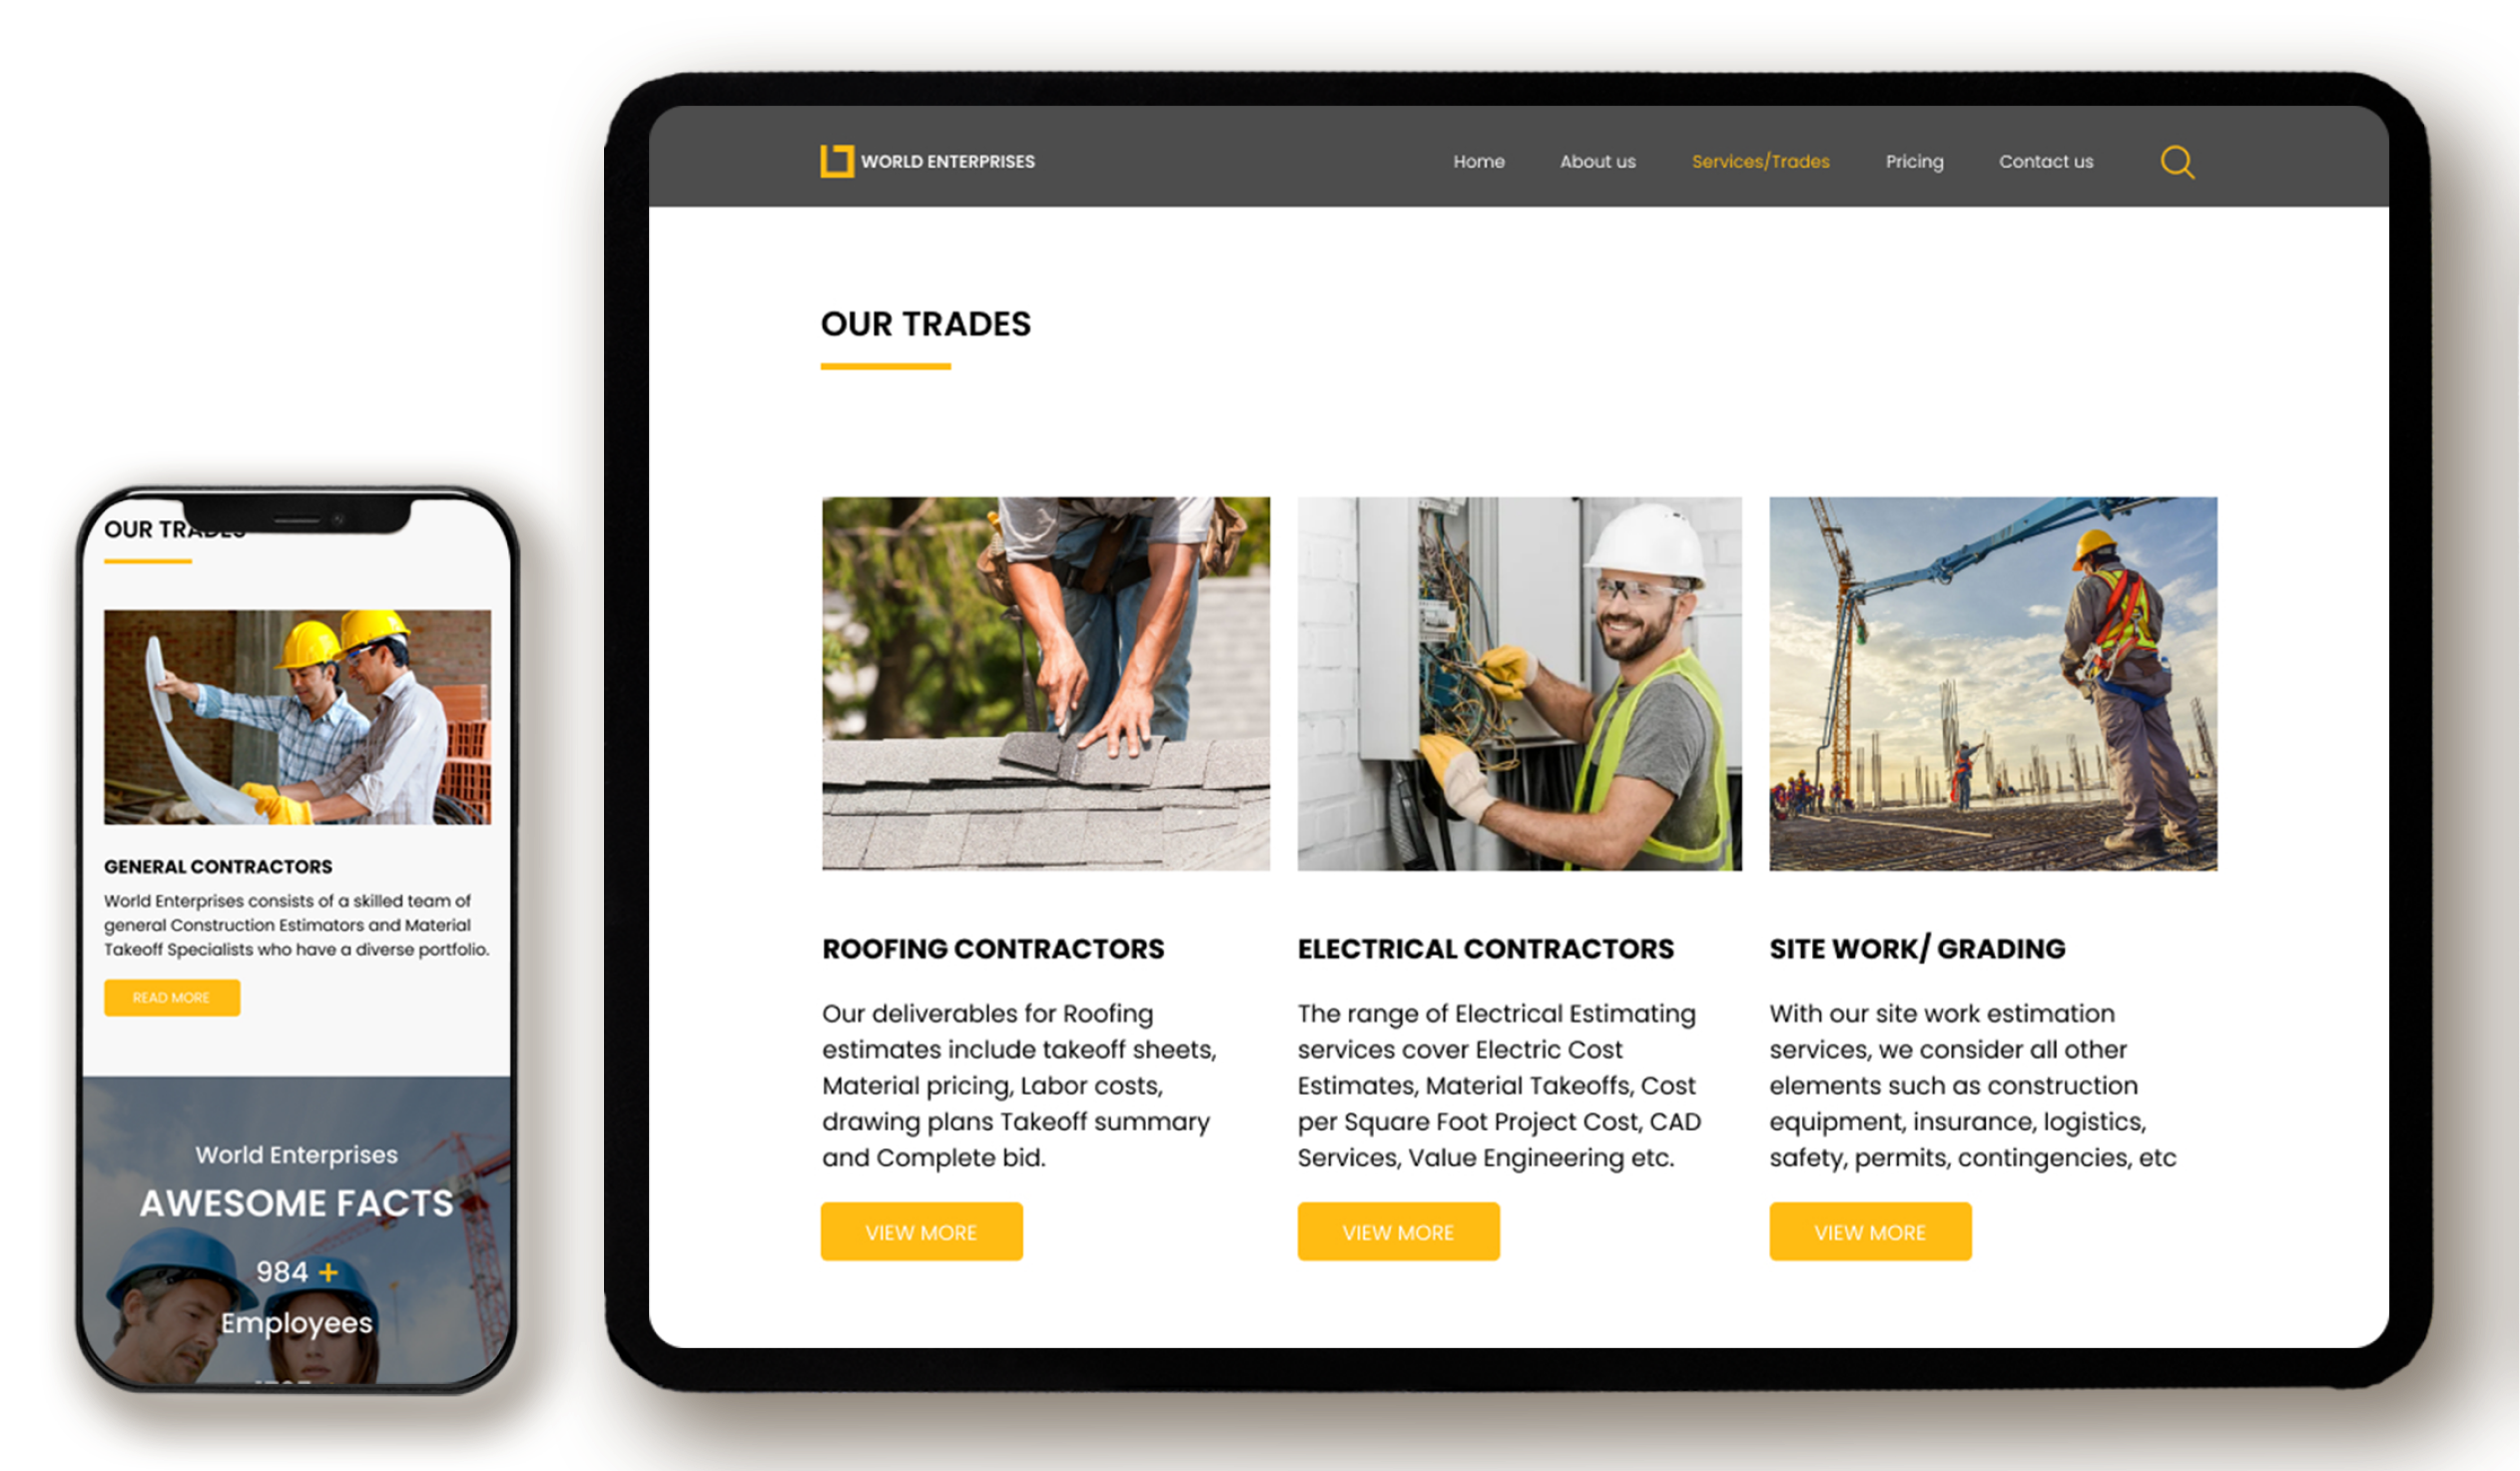 OUR TRADES
GENERAL CONTRACTORS
World Enterprises consists of a skilled team of
general Construction Estimators and Material
Takeoff Specialists who have a diverse portfolio.
READ MORE
World Enterprises
AWESOME FACTS
984 +
Employees
WORLD ENTERPRISES
Home
About us
Services/Trades
Pricing
Contact us
OUR TRADES
ROOFING CONTRACTORS
Our deliverables for Roofing
estimates include takeoff sheets,
Material pricing, Labor costs,
drawing plans Takeoff summary
and Complete bid.
VIEW MORE
ELECTRICAL CONTRACTORS
The range of Electrical Estimating
services cover Electric Cost
Estimates, Material Takeoffs, Cost
per Square Foot Project Cost, CAD
Services, Value Engineering etc.
VIEW MORE
SITE WORK/ GRADING
With our site work estimation
services, we consider all other
elements such as construction
equipment, insurance, logistics,
safety, permits, contingencies, etc
VIEW MORE